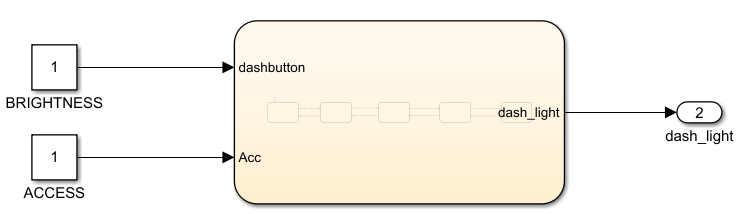 1
BRIGHTNESS
dashbutton
1
ACCESS
Acc
dash_light
2
dash_light